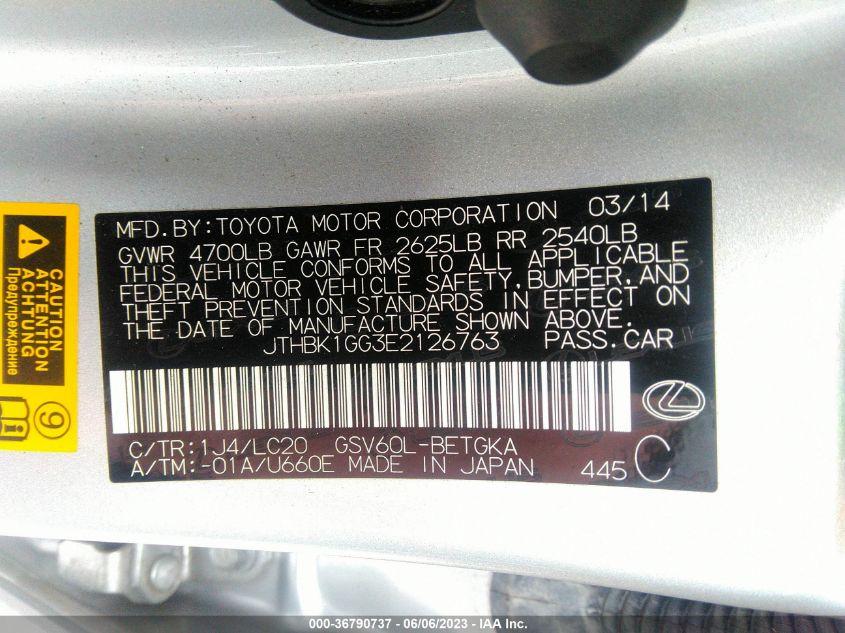 MFD.BY:TOYOTA MOTOR CORPORATION 03/14
GVWR 4700LB GAWR FR 2625LB RR 2540LB
THIS VEHICLE CONFORMS TO ALL APPLICABLE
FEDERAL MOTOR VEHICLE SAFETY,BUMPER,AND
THEFT PREVENTION STANDARDS IN EFFECT ON
THE DATE OF MANUFACTURE SHOWN ABOVE.
JTHBK1GG3E2126763 PASS.CAR
C/TR:1J4/LC20 GSV60L-BETGKA
A/TM:-01A/U660E MADE IN JAPAN 445 C
CAUTION
ATTENTION
ACHTUNG
Предупреждение
9
000-36790737 - 06/06/2023 - © IAA, Inc.